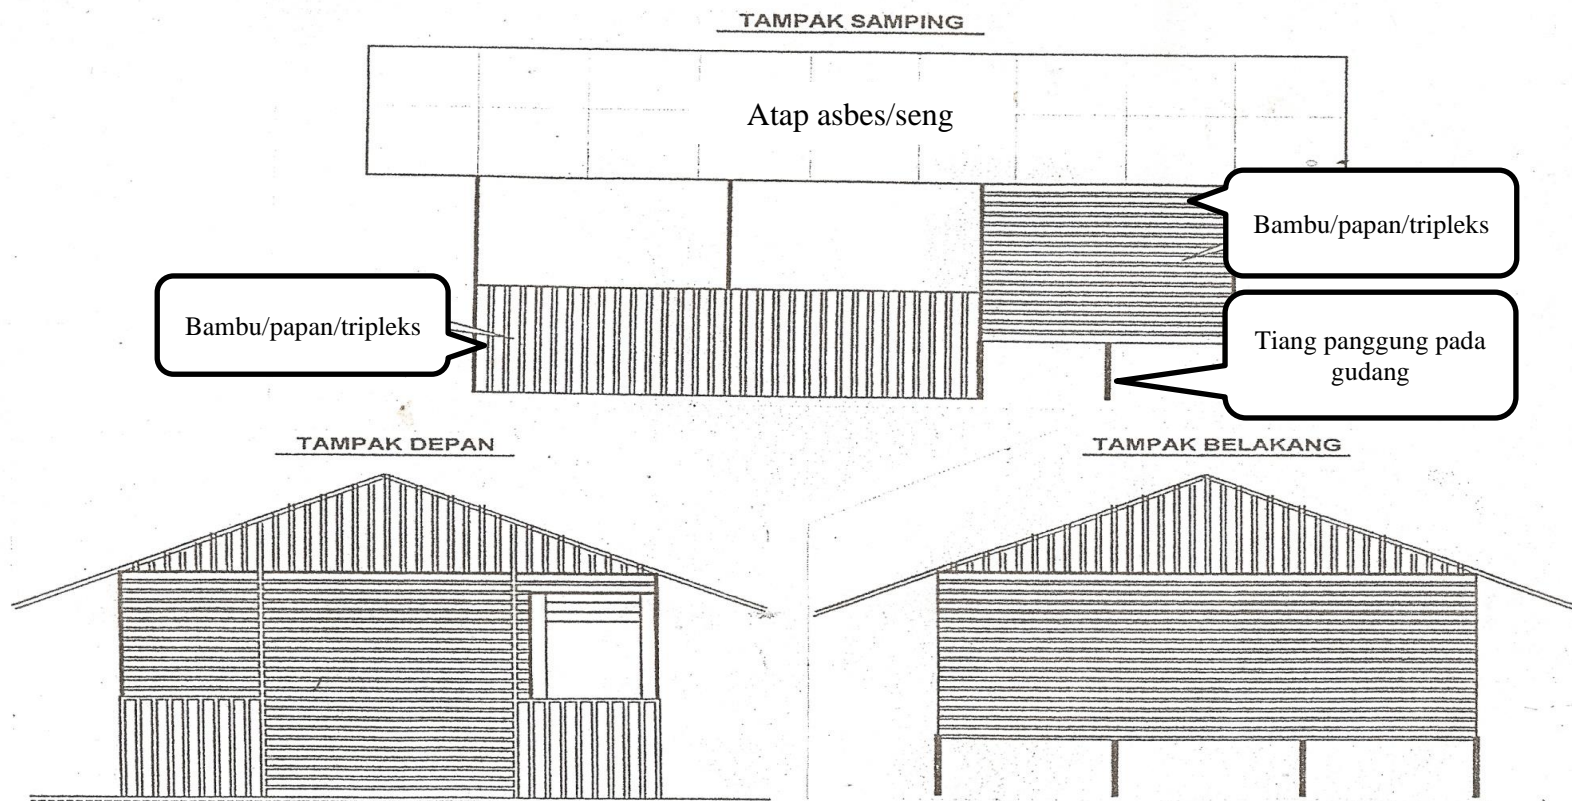 TAMPAK SAMPING
Atap asbes/seng
Bambu/papan/tripleks
Bambu/papan/tripleks
Tiang panggung pada
gudang
TAMPAK DEPAN
TAMPAK BELAKANG